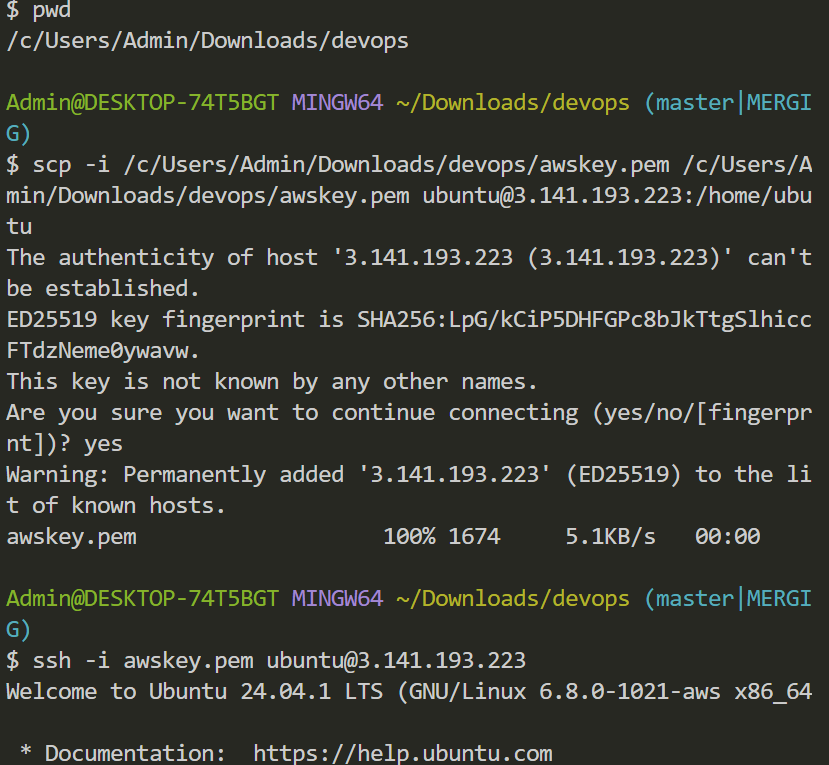 $ pwd
/c/Users/Admin/Downloads/devops
Admin@DESKTOP-74T5BGT MINGW64 ~/Downloads/devops (master|MERGI
G)
$ scp -i /c/Users/Admin/Downloads/devops/awskey.pem /c/Users/A
min/Downloads/devops/awskey.pem ubuntu@3.141.193.223:/home/ubu
tu
The authenticity of host '3.141.193.223 (3.141.193.223)' can't
be established.
ED25519 key fingerprint is SHA256:LpG/kCiP5DHFGPc8bJkTtgSlhicc
FTdzNeme0ywavw.
This key is not known by any other names.
Are you sure you want to continue connecting (yes/no/[fingerpr
nt])? yes
Warning: Permanently added '3.141.193.223' (ED25519) to the li
t of known hosts.
awskey.pem 100% 1674 5.1KB/s 00:00
Admin@DESKTOP-74T5BGT MINGW64 ~/Downloads/devops (master|MERGI
G)
$ ssh -i awskey.pem ubuntu@3.141.193.223
Welcome to Ubuntu 24.04.1 LTS (GNU/Linux 6.8.0-1021-aws x86_64
* Documentation: https://help.ubuntu.com